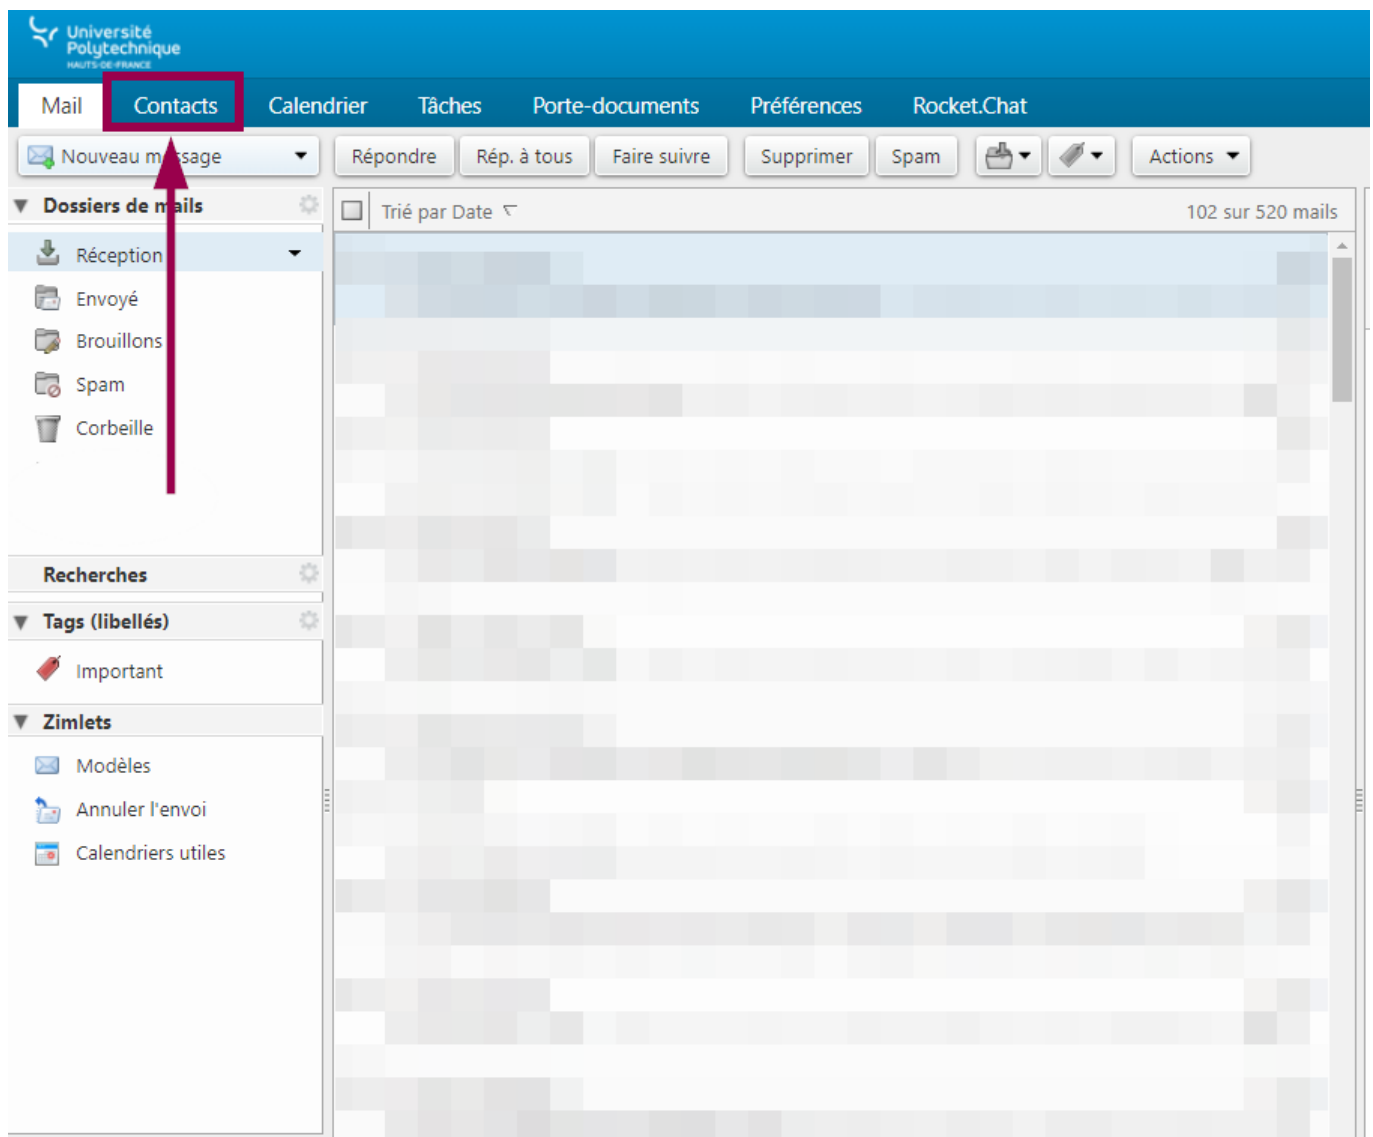 Université
Polytechnique
HAUTS-DE-FRANCE
Mail Contacts Calendrier Tâches Porte-documents Préférences Rocket.Chat
Nouveau message Répondre Rép. à tous Faire suivre Supprimer Spam Actions
Dossiers de mails
Trié par Date 102 sur 520 mails
Réception
Envoyé
Brouillons
Spam
Corbeille
Recherches
Tags (libellés)
Important
Zimlets
Modèles
Annuler l'envoi
Calendriers utiles